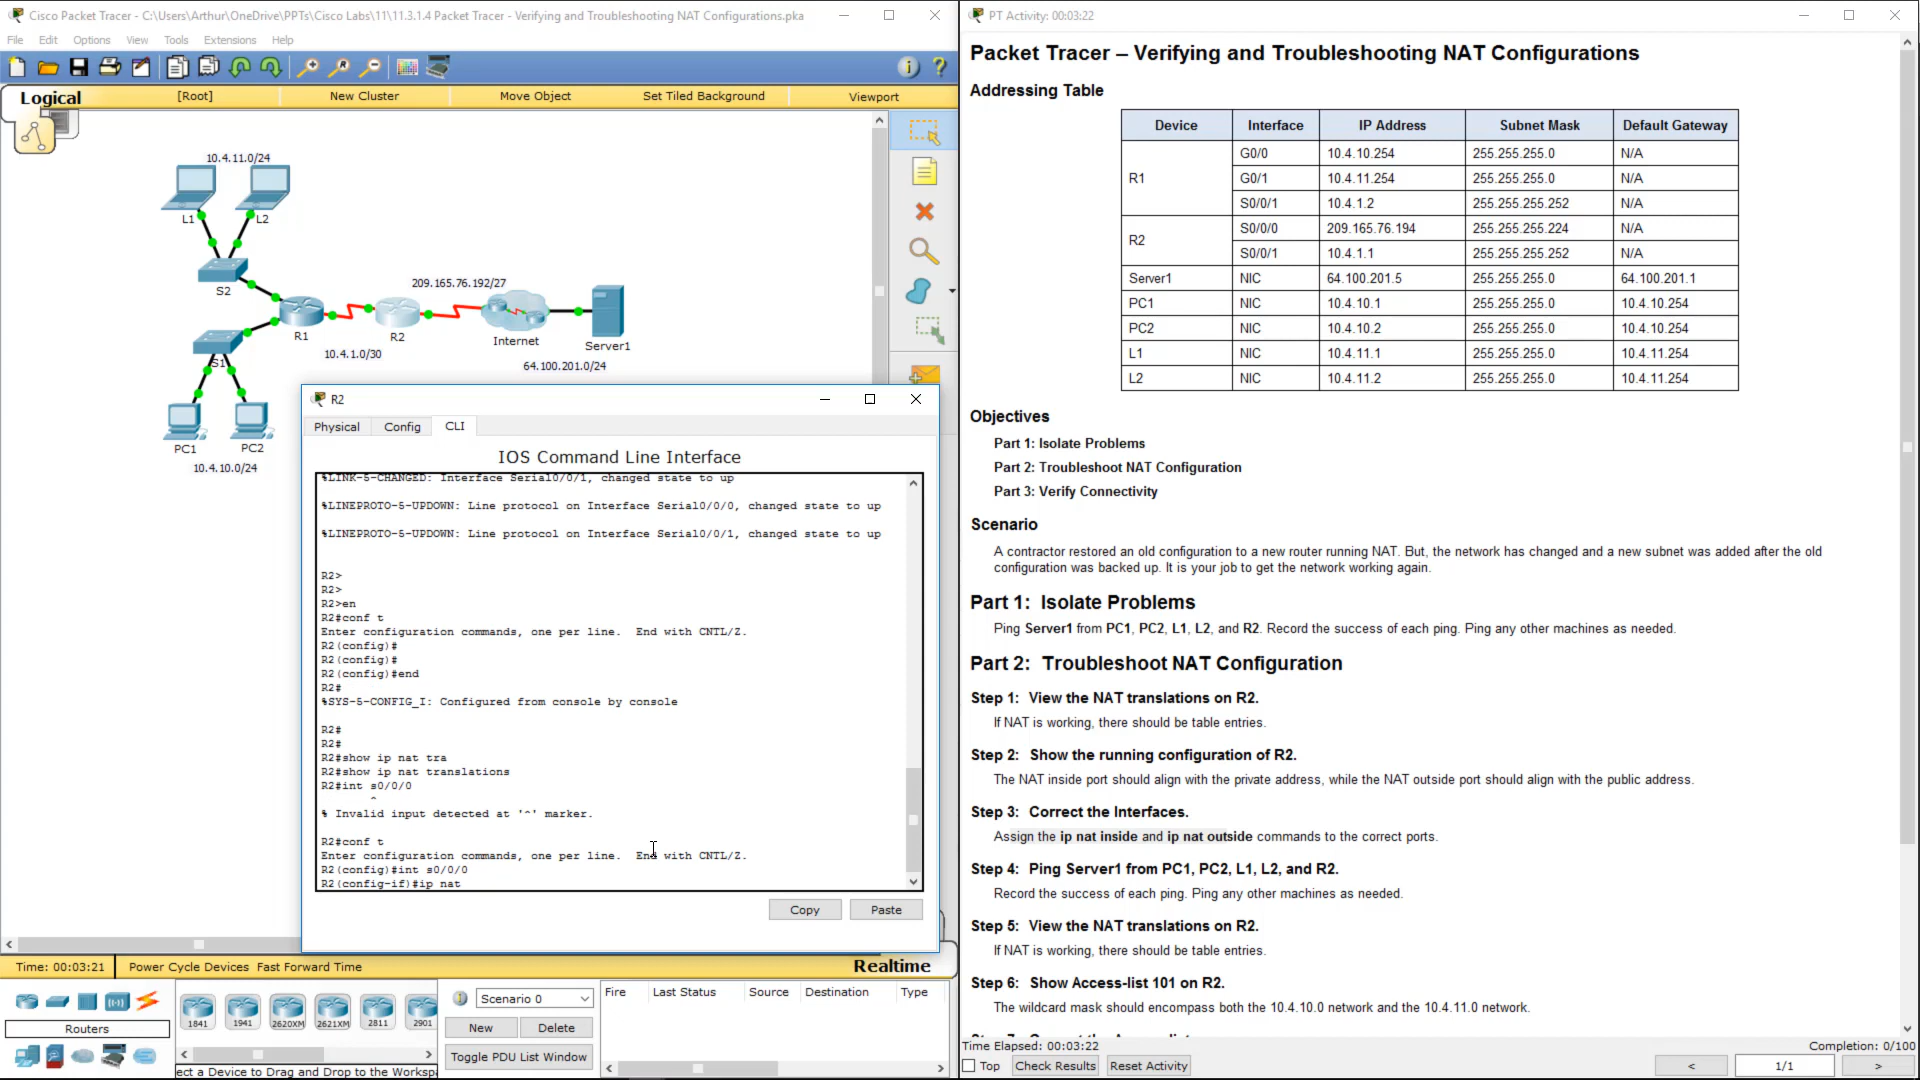 Cisco Packet Tracer - C:\Users\Arthur\OneDrive\PPTs\Cisco Labs\11\11.3.1.4 Packet Tracer - Verifying and Troubleshooting NAT Configurations.pka
File Edit Options View Tools Extensions Help
Logical [Root] New Cluster Move Object Set Tiled Background Viewport
10.4.11.0/24
L1 L2
S2
209.165.76.192/27
R1 R2 Internet Server1
10.4.1.0/30
64.100.201.0/24
S1
PC1 PC2
10.4.10.0/24
R2
Physical Config CLI
IOS Command Line Interface
%LINK-5-CHANGED: Interface Serial0/0/1, changed state to up
%LINEPROTO-5-UPDOWN: Line protocol on Interface Serial0/0/0, changed state to up
%LINEPROTO-5-UPDOWN: Line protocol on Interface Serial0/0/1, changed state to up
R2>
R2>
R2>en
R2#conf t
Enter configuration commands, one per line. End with CNTL/Z.
R2(config)#
R2(config)#
R2(config)#end
R2#
%SYS-5-CONFIG_I: Configured from console by console
R2#
R2#
R2#show ip nat tra
R2#show ip nat translations
R2#int s0/0/0
^
% Invalid input detected at '^' marker.
R2#conf t
Enter configuration commands, one per line. End with CNTL/Z.
R2(config)#int s0/0/0
R2(config-if)#ip nat
Copy Paste
Time: 00:03:21 Power Cycle Devices Fast Forward Time Realtime
Routers
1841 1941 2620XM 2621XM 2811 2901
ect a Device to Drag and Drop to the Workspa
Scenario 0
New Delete
Toggle PDU List Window
Fire Last Status Source Destination Type
PT Activity: 00:03:22
Packet Tracer – Verifying and Troubleshooting NAT Configurations
Addressing Table
Device Interface IP Address Subnet Mask Default Gateway
R1 G0/0 10.4.10.254 255.255.255.0 N/A
G0/1 10.4.11.254 255.255.255.0 N/A
S0/0/1 10.4.1.2 255.255.255.252 N/A
R2 S0/0/0 209.165.76.194 255.255.255.224 N/A
S0/0/1 10.4.1.1 255.255.255.252 N/A
Server1 NIC 64.100.201.5 255.255.255.0 64.100.201.1
PC1 NIC 10.4.10.1 255.255.255.0 10.4.10.254
PC2 NIC 10.4.10.2 255.255.255.0 10.4.10.254
L1 NIC 10.4.11.1 255.255.255.0 10.4.11.254
L2 NIC 10.4.11.2 255.255.255.0 10.4.11.254
Objectives
Part 1: Isolate Problems
Part 2: Troubleshoot NAT Configuration
Part 3: Verify Connectivity
Scenario
A contractor restored an old configuration to a new router running NAT. But, the network has changed and a new subnet was added after the old
configuration was backed up. It is your job to get the network working again.
Part 1: Isolate Problems
Ping Server1 from PC1, PC2, L1, L2, and R2. Record the success of each ping. Ping any other machines as needed.
Part 2: Troubleshoot NAT Configuration
Step 1: View the NAT translations on R2.
If NAT is working, there should be table entries.
Step 2: Show the running configuration of R2.
The NAT inside port should align with the private address, while the NAT outside port should align with the public address.
Step 3: Correct the Interfaces.
Assign the ip nat inside and ip nat outside commands to the correct ports.
Step 4: Ping Server1 from PC1, PC2, L1, L2, and R2.
Record the success of each ping. Ping any other machines as needed.
Step 5: View the NAT translations on R2.
If NAT is working, there should be table entries.
Step 6: Show Access-list 101 on R2.
The wildcard mask should encompass both the 10.4.10.0 network and the 10.4.11.0 network.
Time Elapsed: 00:03:22 Completion: 0/100
Top Check Results Reset Activity < 1/1 >